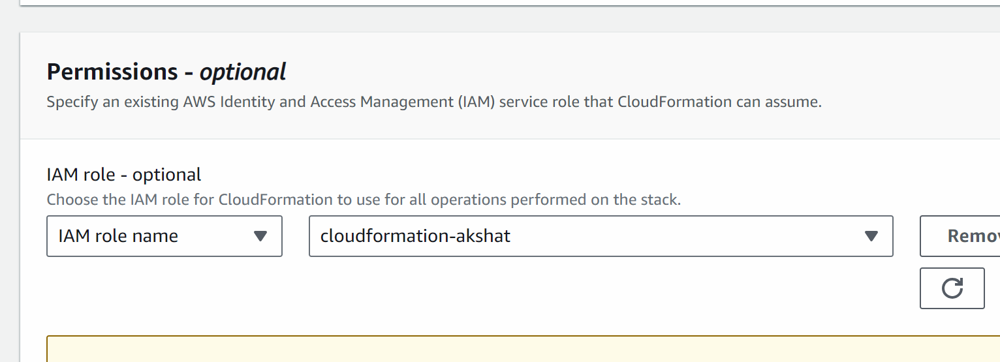 Permissions - optional
Specify an existing AWS Identity and Access Management (IAM) service role that CloudFormation can assume.
IAM role - optional
Choose the IAM role for CloudFormation to use for all operations performed on the stack.
IAM role name
cloudformation-akshat